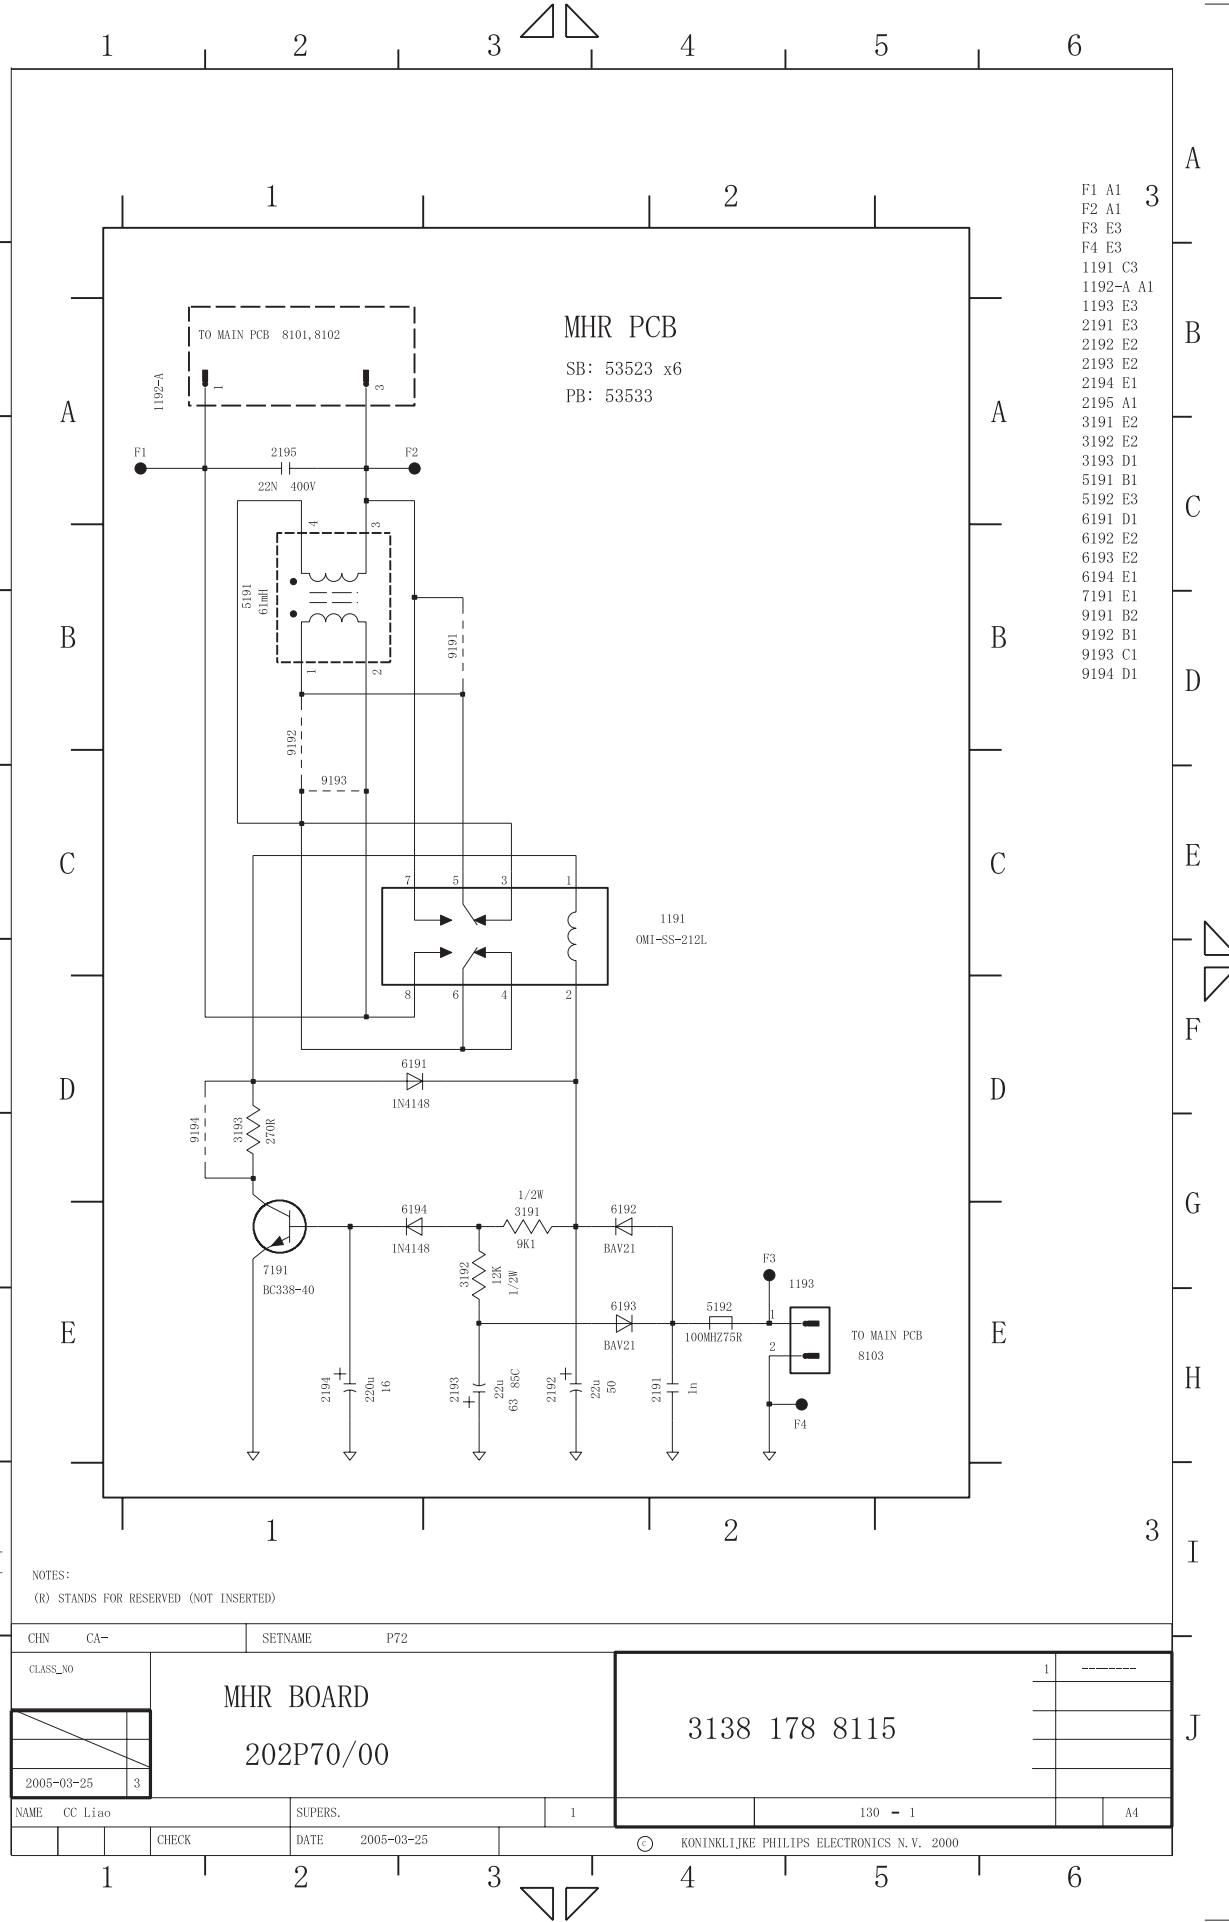 1 2 3 4 5 6
A
1 2 3
F1 A1
F2 A1
F3 E3
F4 E3
1191 C3
1192-A A1
1193 E3
2191 E3
2192 E2
2193 E2
2194 E1
2195 A1
3191 E2
3192 E2
3193 D1
5191 B1
5192 E3
6191 D1
6192 E2
6193 E2
6194 E1
7191 E1
9191 B2
9192 B1
9193 C1
9194 D1
B
C
D
E
F
G
H
I
J
MHR PCB
SB: 53523 x6
PB: 53533
TO MAIN PCB 8101,8102
1192-A
1
3
A A
F1
2195
F2
22N 400V
4
3
5191
61mH
1
2
B B
9191
9192
9193
C C
7 5 3 1
1191
OMI-SS-212L
8 6 4 2
D D
6191
1N4148
9194
3193
270R
1/2W
6194
3191
6192
1N4148
9K1
BAV21
7191
BC338-40
3192
12K
1/2W
F3
1193
6193
5192
1
BAV21
100MHZ75R
2
TO MAIN PCB
8103
E E
2194
220u
16
2193
22u
63 85C
2192
22u
50
2191
1n
F4
1 2 3
NOTES:
(R) STANDS FOR RESERVED (NOT INSERTED)
CHN CA-
SETNAME P72
CLASS_NO
MHR BOARD
202P70/00
3138 178 8115
1 --------
2005-03-25 3
NAME CC Liao
SUPERS.
1
130 - 1
A4
CHECK
DATE 2005-03-25
© KONINKLIJKE PHILIPS ELECTRONICS N.V. 2000
1 2 3 4 5 6